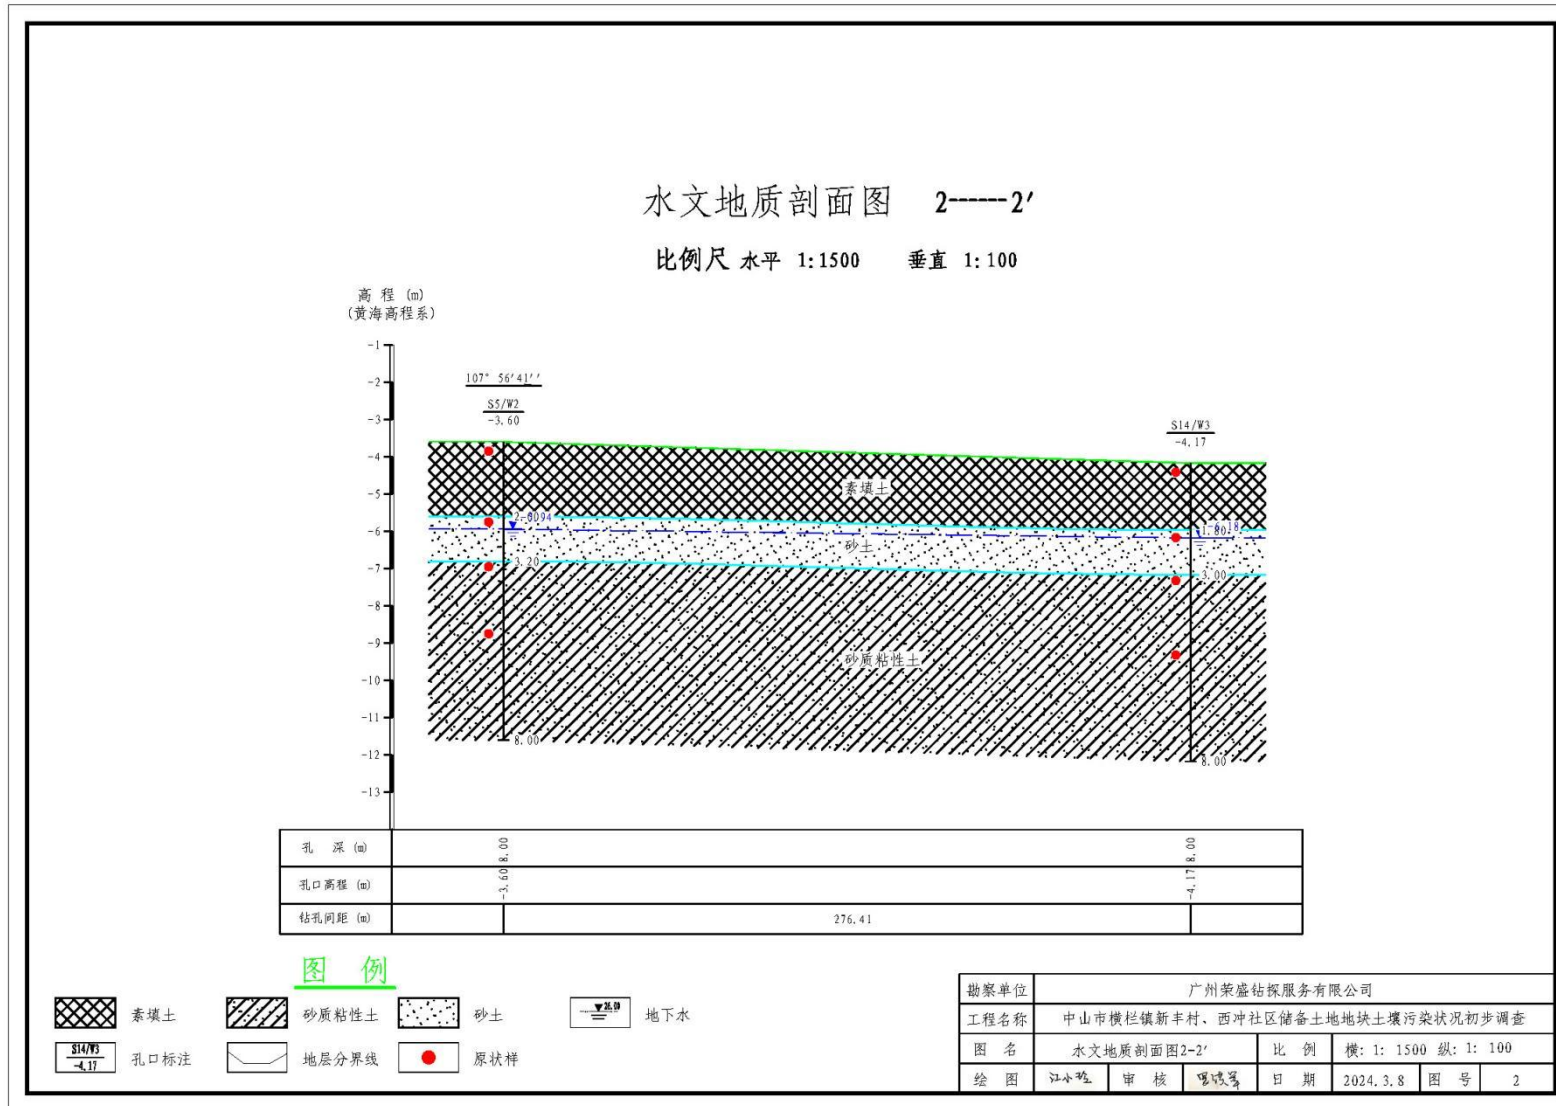 水文地质剖面图 2------2′
比例尺 水平 1:1500 垂直 1:100
高 程 (m)
(黄海高程系)
-1
-2
-3
-4
-5
-6
-7
-8
-9
-10
-11
-12
-13
107° 56′41′′
S5/W2
-3.60
S14/W3
-4.17
素填土
-6.18
1.80
砂土
3.20
3.00
砂质粘性土
8.00
8.00
孔 深 (m) 8.00 8.00
孔口高程 (m) -3.60 -4.17
钻孔间距 (m) 276.41
图 例
素填土 砂质粘性土 砂土 地下水
S14/W3
-4.17
孔口标注 地层分界线 原状样
勘察单位 广州荣盛钻探服务有限公司
工程名称 中山市横栏镇新丰村、西冲社区储备土地地块土壤污染状况初步调查
图 名 水文地质剖面图2-2′ 比 例 横: 1: 1500 纵: 1: 100
绘 图 审 核 日 期 2024.3.8 图 号 2